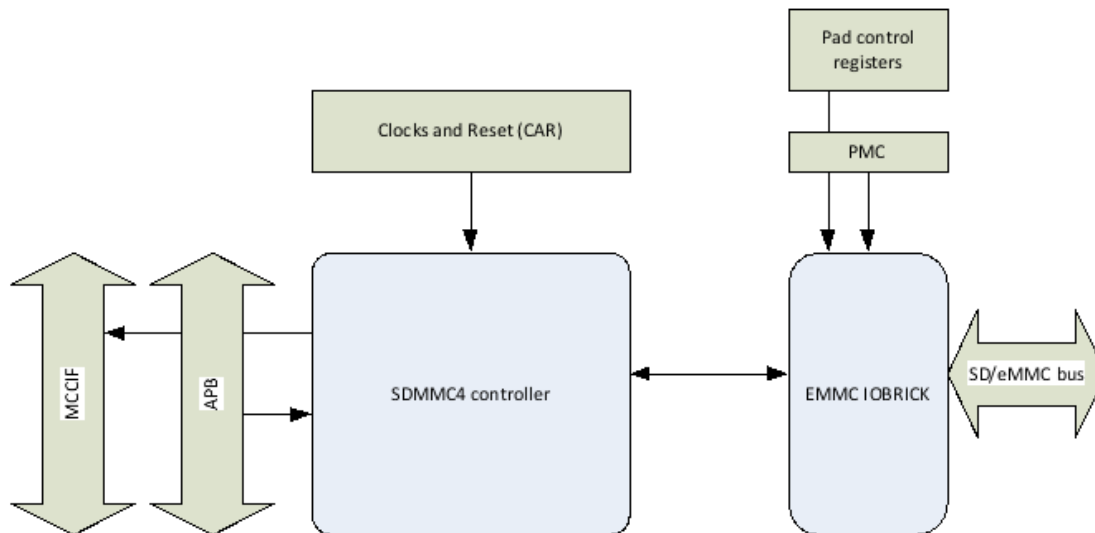 Pad control
registers
Clocks and Reset (CAR)
PMC
MCCIF
APB
SDMMC4 controller
EMMC IOBRICK
SD/eMMC bus